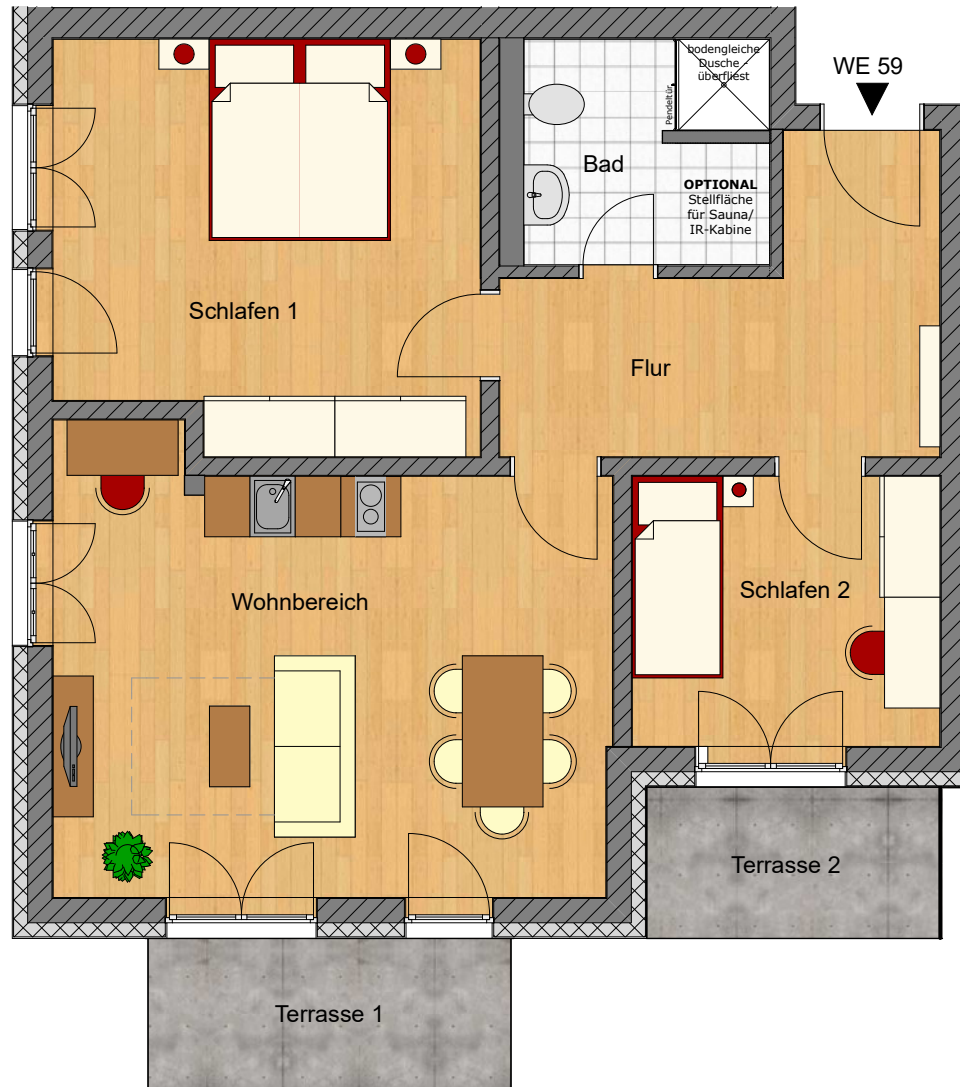 bodengleiche
Dusche -
überfliest
Pendeltür
WE 59
Bad
OPTIONAL
Stellfläche
für Sauna/
IR-Kabine
Schlafen 1
Flur
Wohnbereich
Schlafen 2
Terrasse 2
Terrasse 1